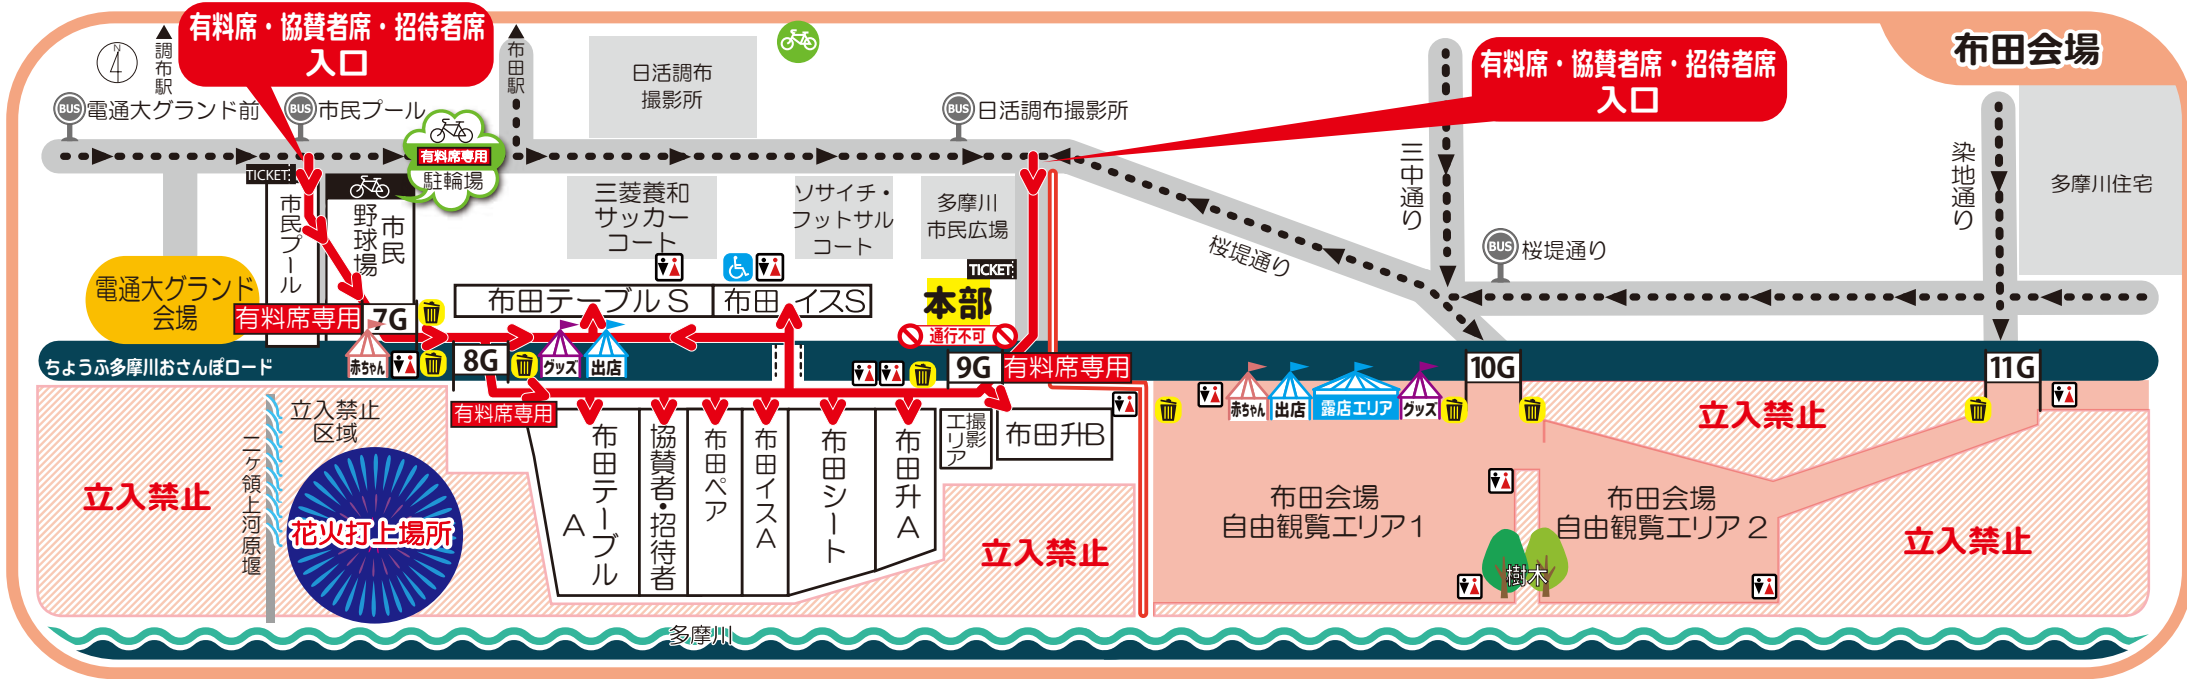 有料席・協賛者席・招待者席
入口
布田会場
N
調布駅
布田駅
日活調布
撮影所
有料席・協賛者席・招待者席
入口
BUS
電通大グランド前
BUS
市民プール
BUS
日活調布撮影所
有料席専用
駐輪場
TICKET
市民プール
市民
野球場
三菱養和
サッカー
コート
ソサイチ・
フットサル
コート
多摩川
市民広場
TICKET
三中通り
染地通り
多摩川住宅
桜堤通り
BUS
桜堤通り
電通大グランド
会場
有料席専用
7G
布田テーブルS
布田 イスS
本部
通行不可
ちょうふ多摩川おさんぽロード
赤ちゃん
8G
グッズ
出店
9G
有料席専用
10G
11G
有料席専用
立入禁止
区域
二ケ領上河原堰
立入禁止
花火打上場所
布田テーブル
A
協賛者・招待者
布田ペア
布田イスA
布田シート
布田升A
撮影
エリア
布田升B
立入禁止
赤ちゃん
出店
露店エリア
グッズ
立入禁止
布田会場
自由観覧エリア1
布田会場
自由観覧エリア2
樹木
立入禁止
多摩川